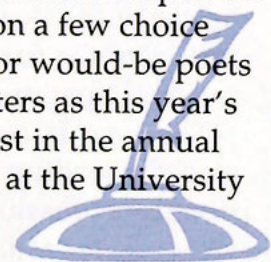 on a few choice
or would-be poets
ters as this year's
st in the annual
at the University